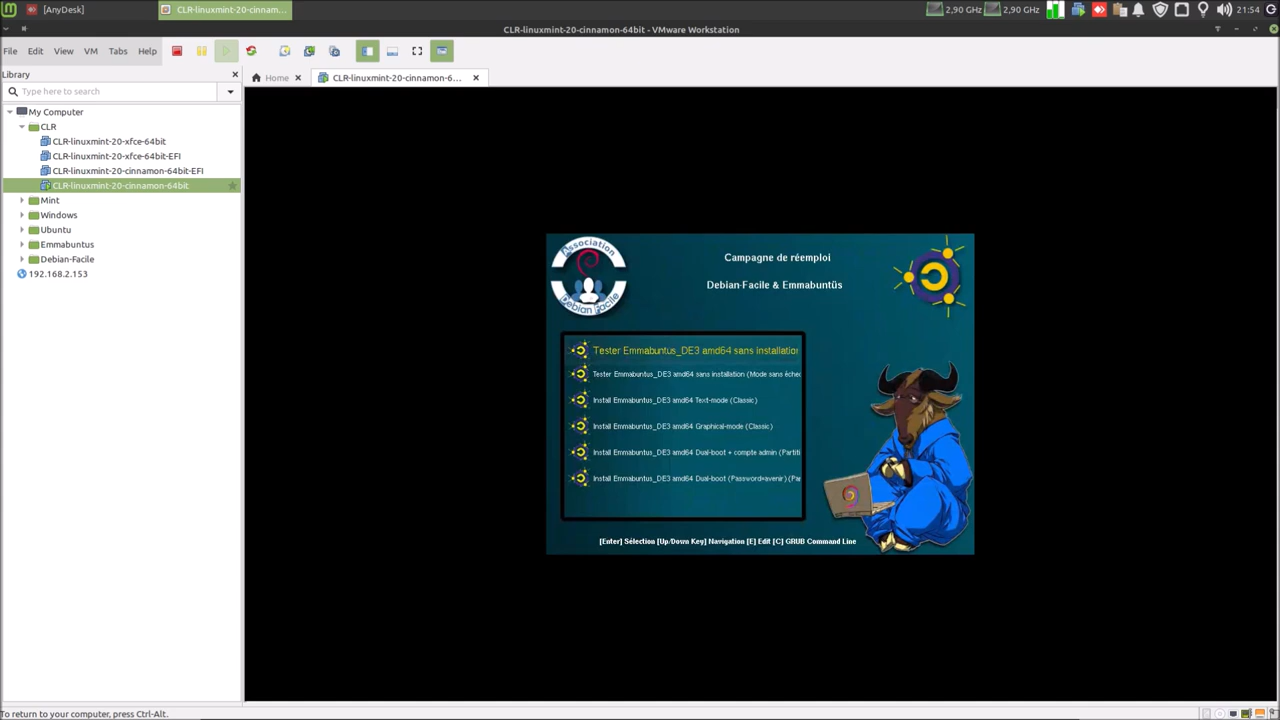 [AnyDesk]
CLR-linuxmint-20-cinnam...
2,90 GHz
2,90 GHz
21:54
CLR-linuxmint-20-cinnamon-64bit - VMware Workstation
File Edit View VM Tabs Help
Library
Home
CLR-linuxmint-20-cinnamon-6...
Type here to search
My Computer
CLR
CLR-linuxmint-20-xfce-64bit
CLR-linuxmint-20-xfce-64bit-EFI
CLR-linuxmint-20-cinnamon-64bit-EFI
CLR-linuxmint-20-cinnamon-64bit
Mint
Windows
Ubuntu
Emmabuntus
Debian-Facile
192.168.2.153
Association
Debian Facile
Campagne de réemploi
Debian-Facile & Emmabuntüs
Tester Emmabuntus_DE3 amd64 sans installation
Tester Emmabuntus_DE3 amd64 sans installation (Mode sans échec
Install Emmabuntus_DE3 amd64 Text-mode (Classic)
Install Emmabuntus_DE3 amd64 Graphical-mode (Classic)
Install Emmabuntus_DE3 amd64 Dual-boot + compte admin (Partiti
Install Emmabuntus_DE3 amd64 Dual-boot (Password=avenir) (Pa
[Enter] Sélection [Up/Down Key] Navigation [E] Edit [C] GRUB Command Line
To return to your computer, press Ctrl-Alt.